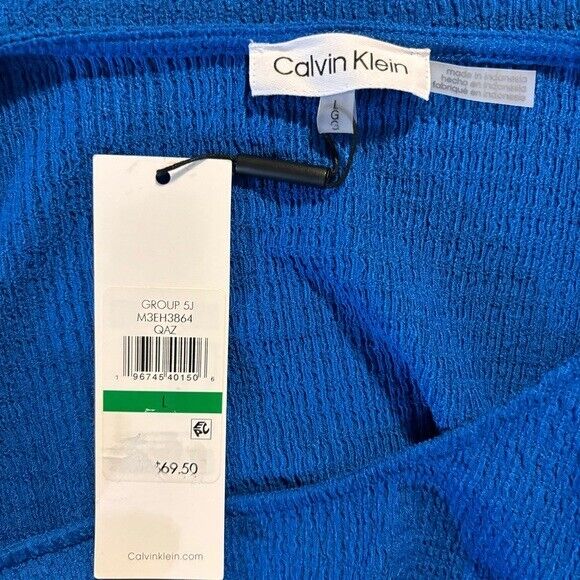 Calvin Klein
made in indonesia
hecho en indonesia
fabriqué en indonesie
L
G
GROUP 5J
M3EH3864
QAZ
1 96745 40150 6
L
$69.50
Calvinklein.com